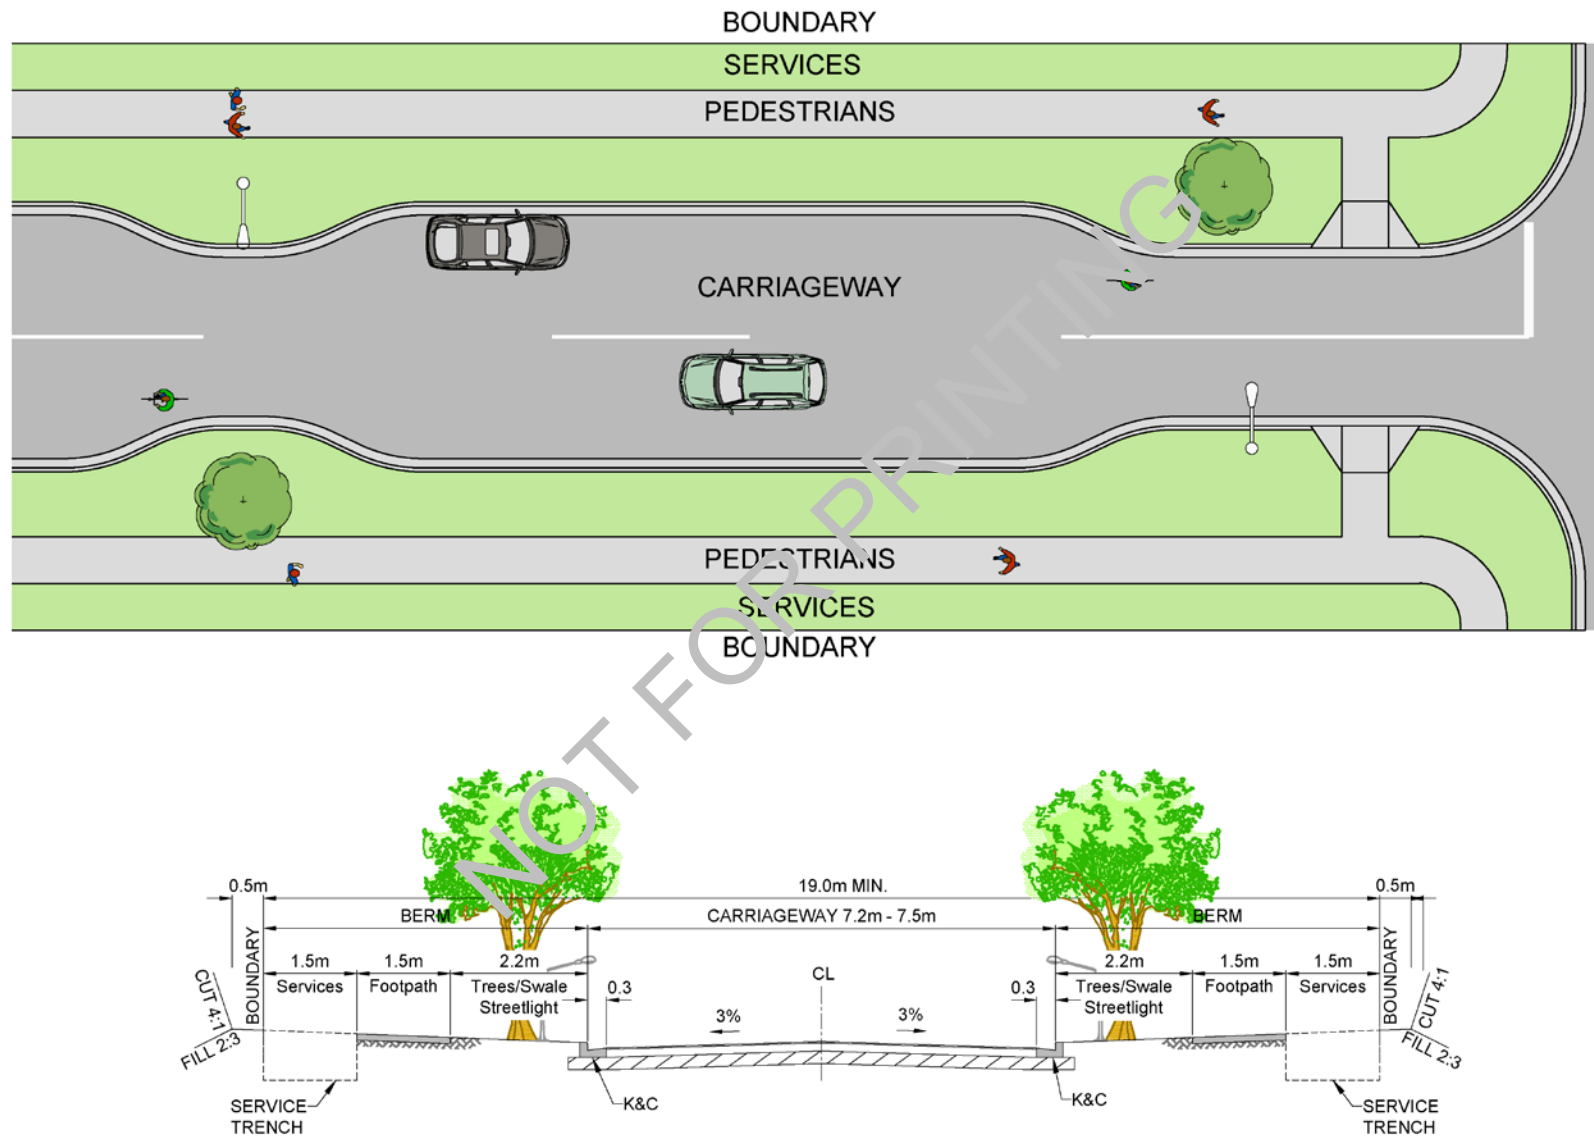 BOUNDARY
SERVICES
PEDESTRIANS
CARRIAGEWAY
PEDESTRIANS
SERVICES
BOUNDARY
NOT FOR PRINTING
0.5m
19.0m MIN.
0.5m
BERM
CARRIAGEWAY 7.2m - 7.5m
BERM
BOUNDARY
1.5m
Services
1.5m
Footpath
2.2m
Trees/Swale
Streetlight
0.3
CL
3%
3%
0.3
2.2m
Trees/Swale
Streetlight
1.5m
Footpath
1.5m
Services
BOUNDARY
CUT 4:1
FILL 2:3
CUT 4:1
FILL 2:3
SERVICE
TRENCH
K&C
K&C
SERVICE
TRENCH